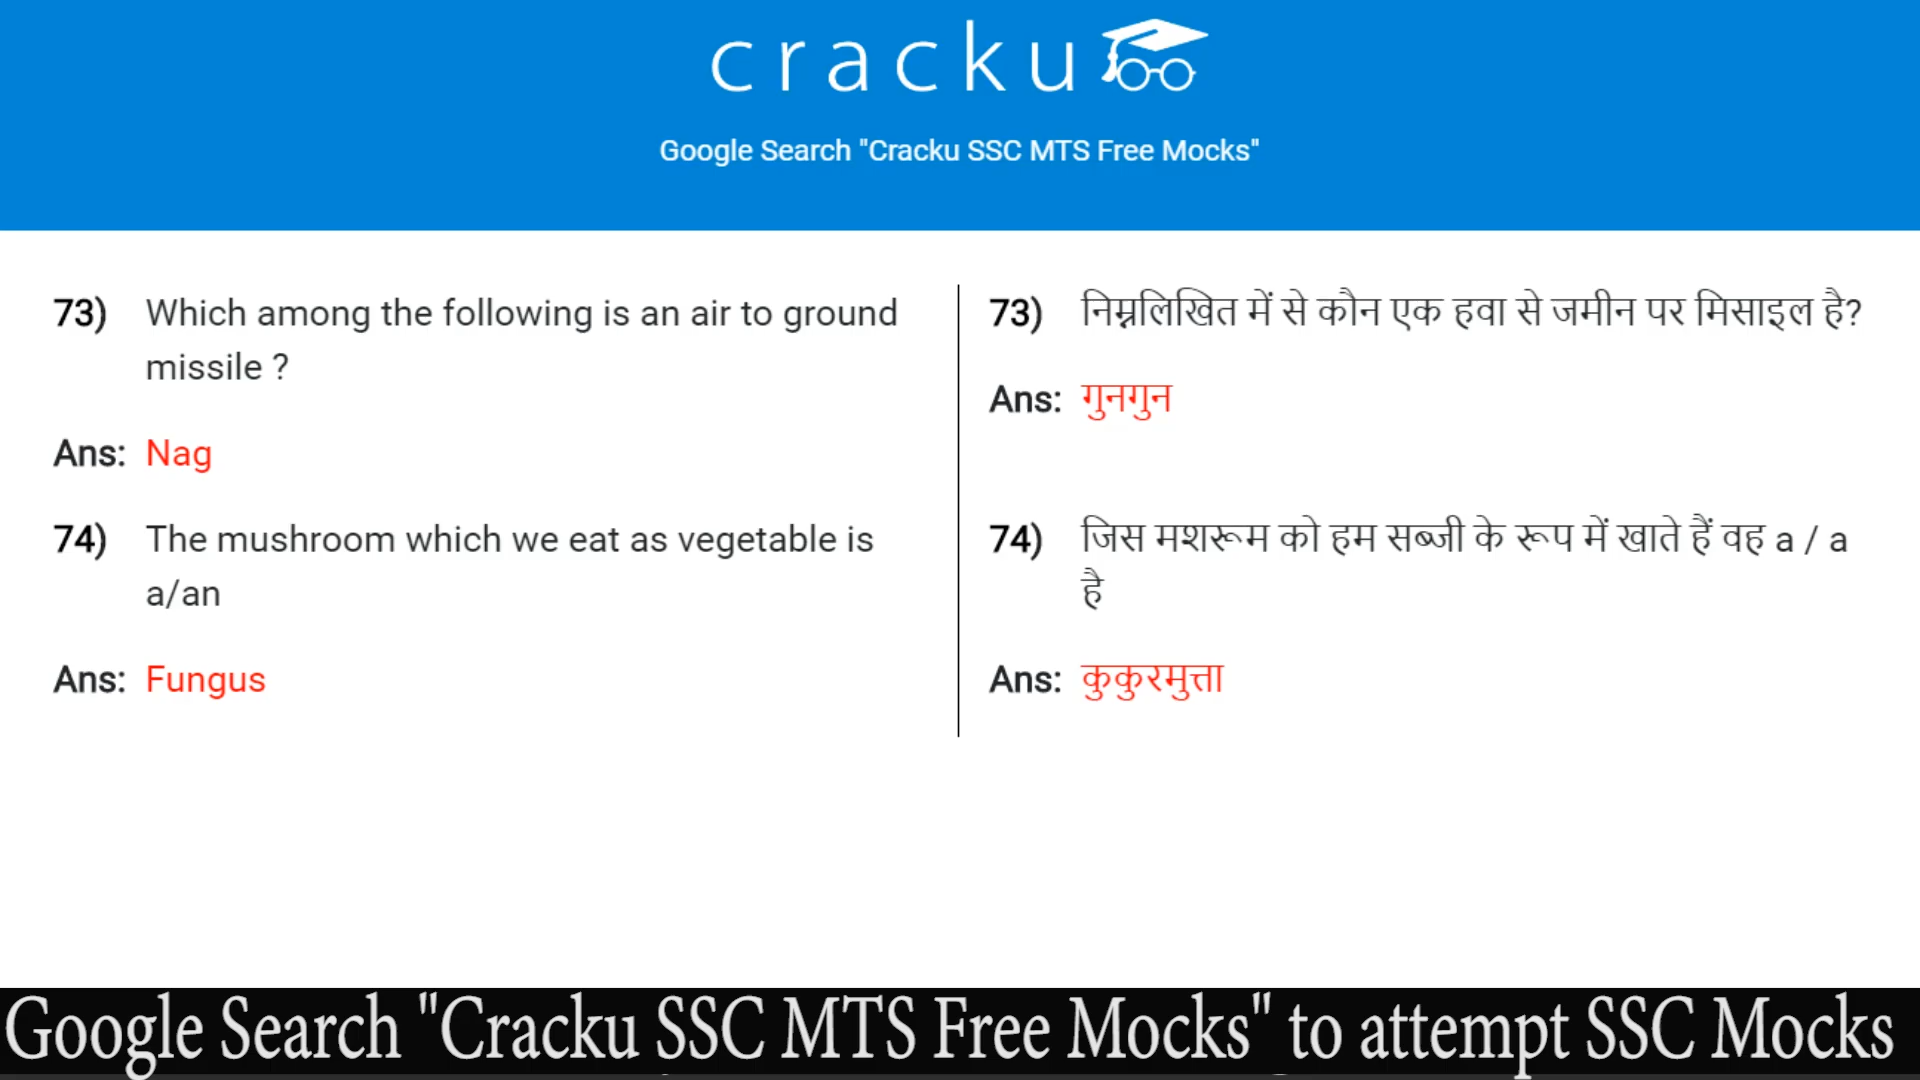 cracku
Google Search "Cracku SSC MTS Free Mocks"
73) Which among the following is an air to ground
missile ?
Ans: Nag
74) The mushroom which we eat as vegetable is
a/an
Ans: Fungus
73) निम्नलिखित में से कौन एक हवा से जमीन पर मिसाइल है?
Ans: गुनगुन
74) जिस मशरूम को हम सब्जी के रूप में खाते हैं वह a / a
है
Ans: कुकुरमुत्ता
Google Search "Cracku SSC MTS Free Mocks" to attempt SSC Mocks